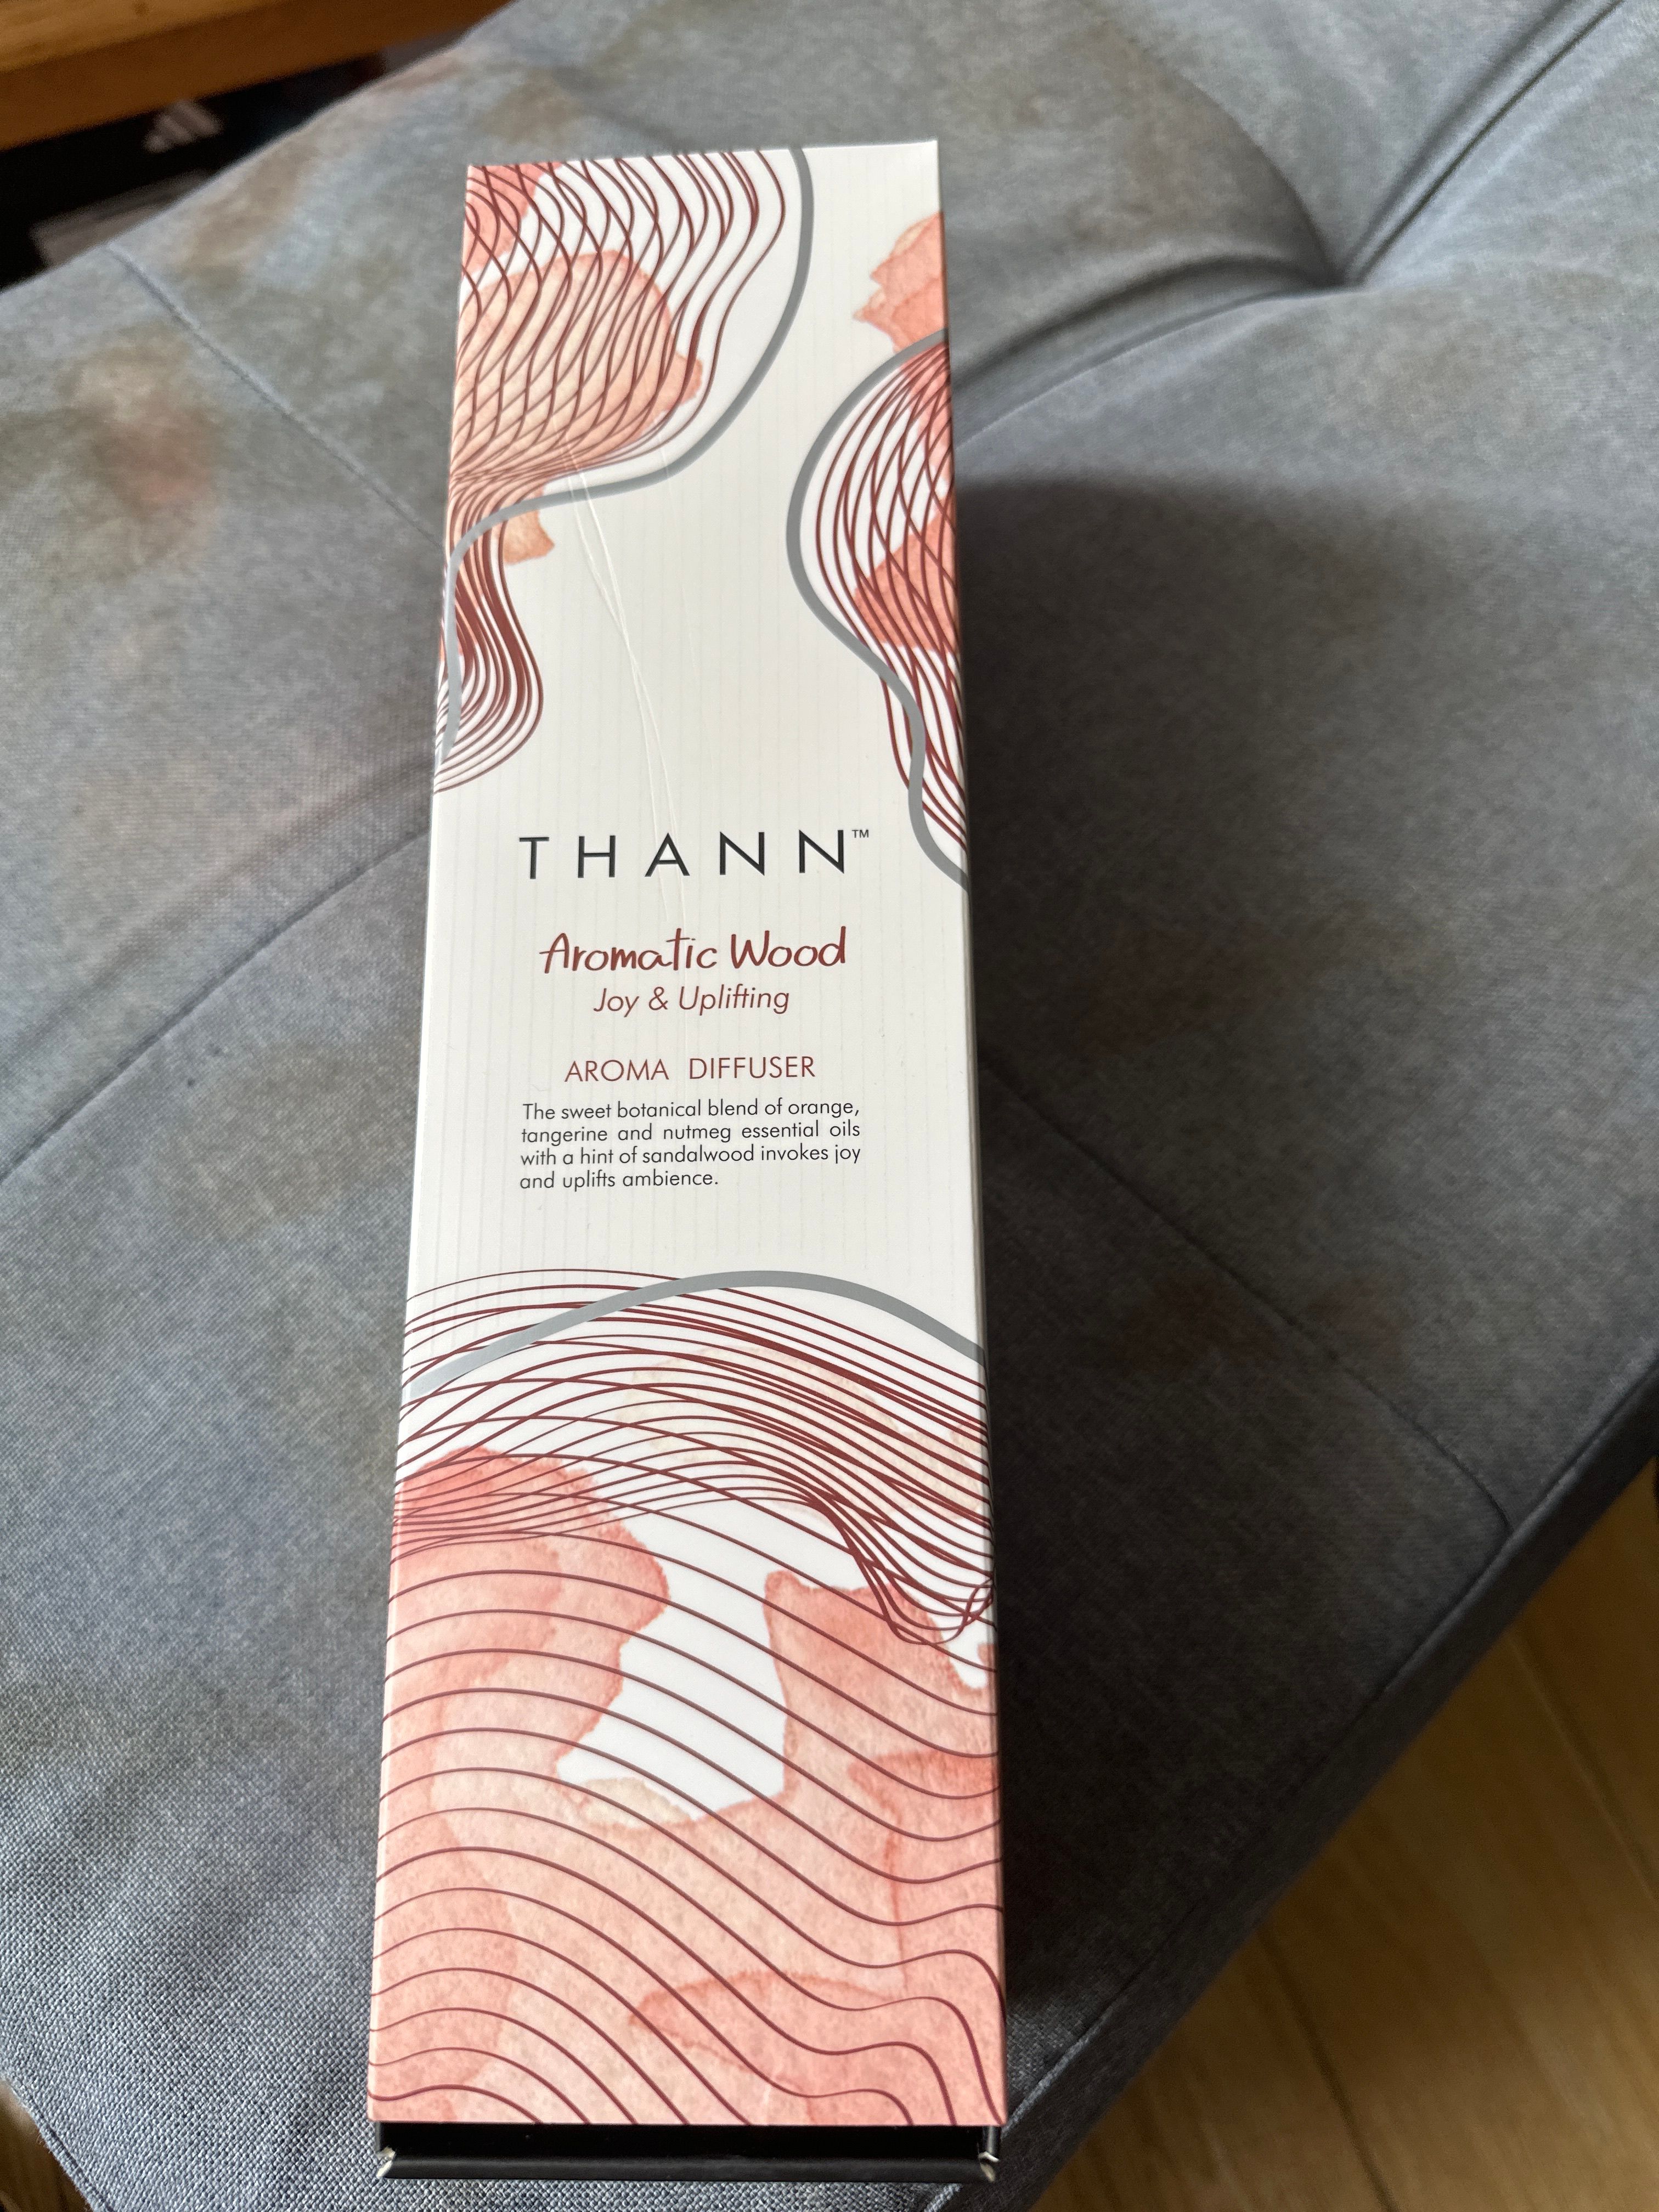 THANN™
Aromatic Wood
Joy & Uplifting
AROMA DIFFUSER
The sweet botanical blend of orange,
tangerine and nutmeg essential oils
with a hint of sandalwood invokes joy
and uplifts ambience.